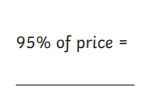 95% of price =